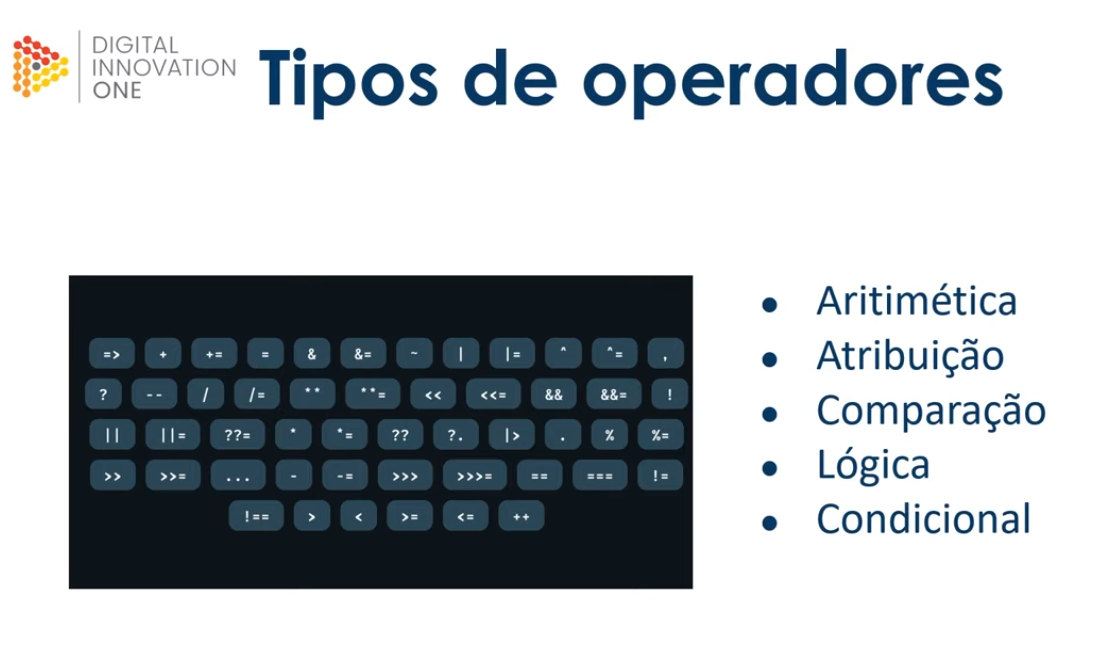 DIGITAL
INNOVATION
ONE
Tipos de operadores
=> + += = & &= ~ | |= ^ ^= ,
? -- / /= ** **= << <<= && &&= !
|| ||= ??= * *= ?? ?. |> . % %=
>> >>= ... - -= >>> >>>= == === !=
!== > < >= <= ++
• Aritimética
• Atribuição
• Comparação
• Lógica
• Condicional